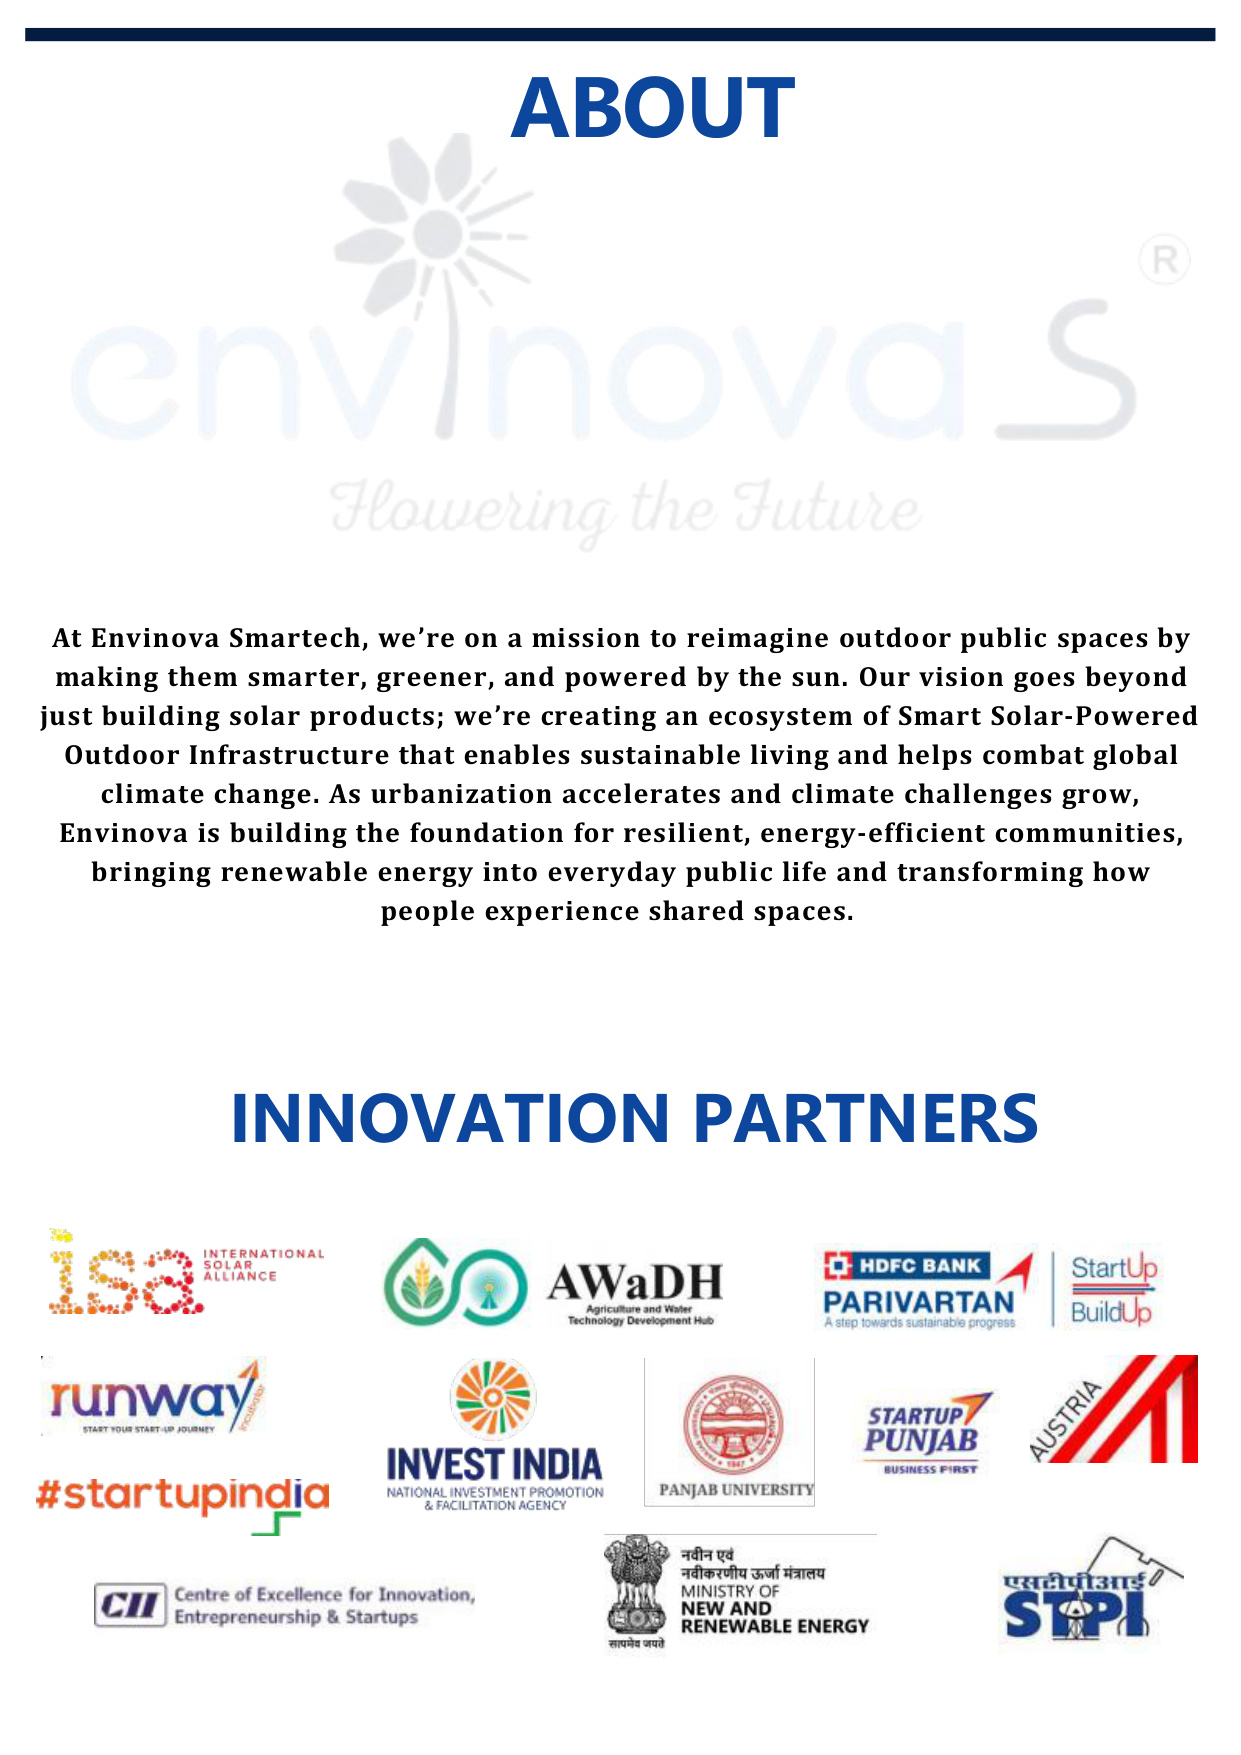 ABOUT
envinova S ®
Flowering the Future
At Envinova Smartech, we’re on a mission to reimagine outdoor public spaces by
making them smarter, greener, and powered by the sun. Our vision goes beyond
just building solar products; we’re creating an ecosystem of Smart Solar-Powered
Outdoor Infrastructure that enables sustainable living and helps combat global
climate change. As urbanization accelerates and climate challenges grow,
Envinova is building the foundation for resilient, energy-efficient communities,
bringing renewable energy into everyday public life and transforming how
people experience shared spaces.
INNOVATION PARTNERS
isa
INTERNATIONAL
SOLAR
ALLIANCE
AWaDH
Agriculture and Water
Technology Development Hub
HDFC BANK
PARIVARTAN
A step towards sustainable progress
StartUp
BuildUp
runway
incubator
START YOUR START-UP JOURNEY
INVEST INDIA
NATIONAL INVESTMENT PROMOTION
& FACILITATION AGENCY
1947
PANJAB UNIVERSITY
STARTUP
PUNJAB
BUSINESS FIRST
AUSTRIA
#startupindia
CII
Centre of Excellence for Innovation,
Entrepreneurship & Startups
नवीन एवं
नवीकरणीय ऊर्जा मंत्रालय
MINISTRY OF
NEW AND
RENEWABLE ENERGY
सत्यमेव जयते
एसटीपीआई
STPI